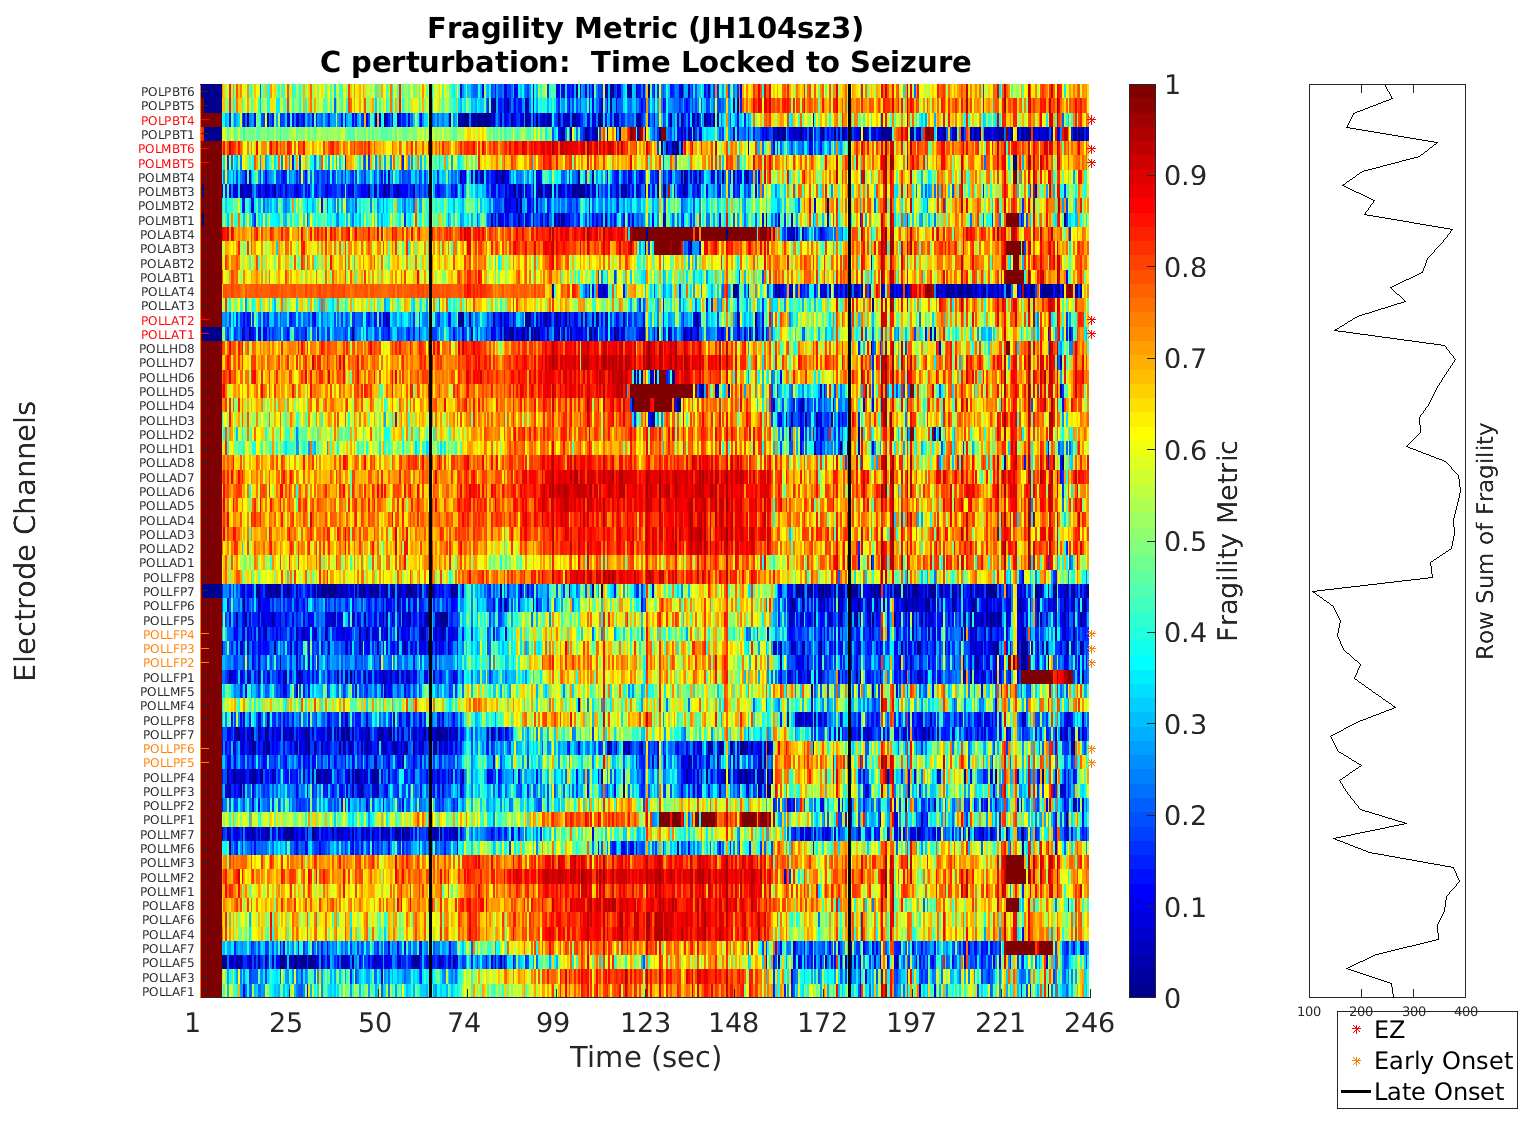 Fragility Metric (JH104sz3)
C perturbation:  Time Locked to Seizure
Electrode Channels
POLPBT6
POLPBT5
POLPBT4
POLPBT1
POLMBT6
POLMBT5
POLMBT4
POLMBT3
POLMBT2
POLMBT1
POLABT4
POLABT3
POLABT2
POLABT1
POLLAT4
POLLAT3
POLLAT2
POLLAT1
POLLHD8
POLLHD7
POLLHD6
POLLHD5
POLLHD4
POLLHD3
POLLHD2
POLLHD1
POLLAD8
POLLAD7
POLLAD6
POLLAD5
POLLAD4
POLLAD3
POLLAD2
POLLAD1
POLLFP8
POLLFP7
POLLFP6
POLLFP5
POLLFP4
POLLFP3
POLLFP2
POLLFP1
POLLMF5
POLLMF4
POLLPF8
POLLPF7
POLLPF6
POLLPF5
POLLPF4
POLLPF3
POLLPF2
POLLPF1
POLLMF7
POLLMF6
POLLMF3
POLLMF2
POLLMF1
POLLAF8
POLLAF6
POLLAF4
POLLAF7
POLLAF5
POLLAF3
POLLAF1
1 25 50 74 99 123 148 172 197 221 246
Time (sec)
1
0.9
0.8
0.7
0.6
0.5
0.4
0.3
0.2
0.1
0
Fragility Metric
100 200 300 400
Row Sum of Fragility
EZ
Early Onset
Late Onset